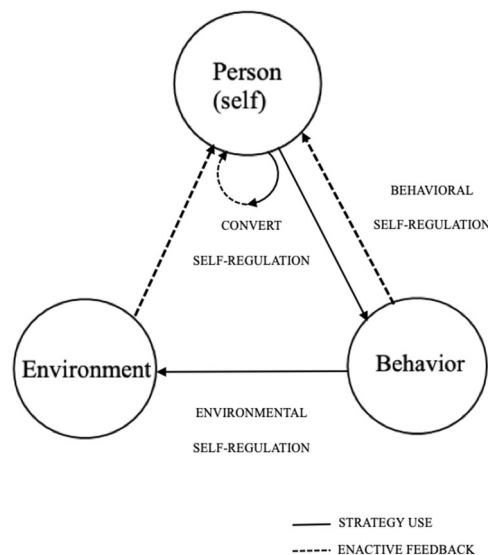 Person
(self)
BEHAVIORAL
SELF-REGULATION
CONVERT
SELF-REGULATION
Environment
Behavior
ENVIRONMENTAL
SELF-REGULATION
STRATEGY USE
ENACTIVE FEEDBACK